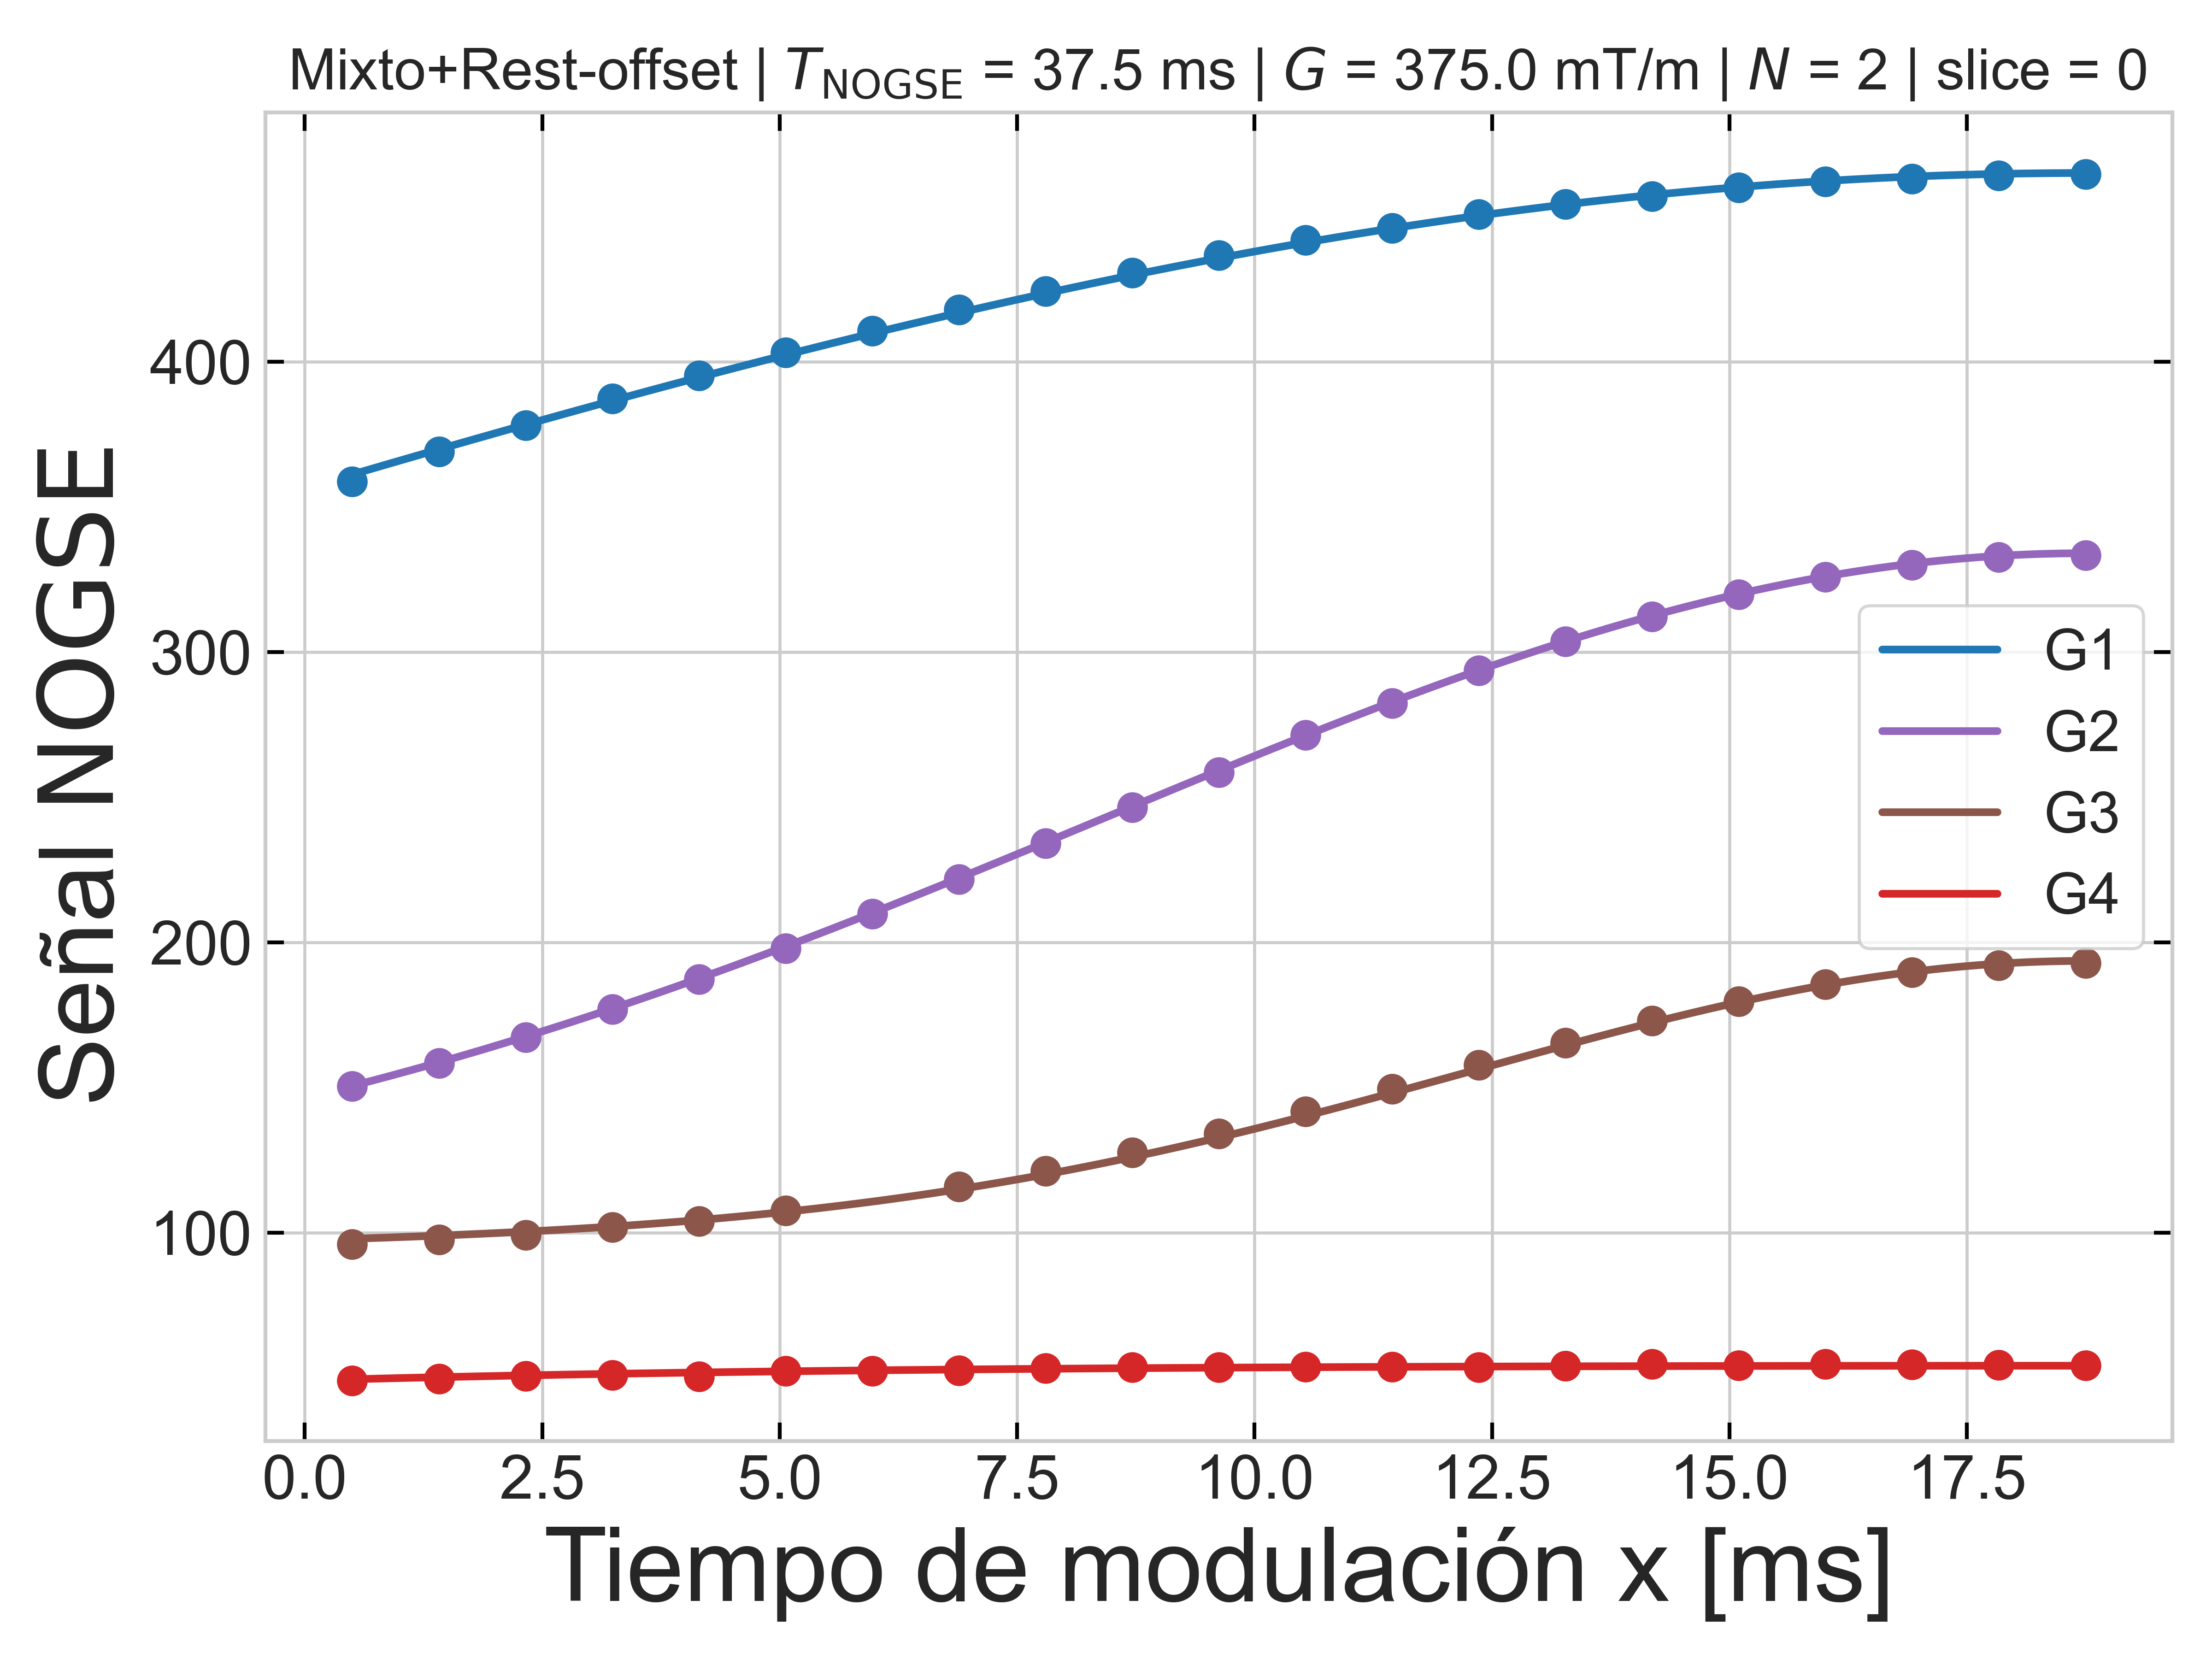 Mixto+Rest-offset | T_NOGSE = 37.5 ms | G = 375.0 mT/m | N = 2 | slice = 0
Señal NOGSE
400
300
200
100
G1
G2
G3
G4
0.0 2.5 5.0 7.5 10.0 12.5 15.0 17.5
Tiempo de modulación x [ms]